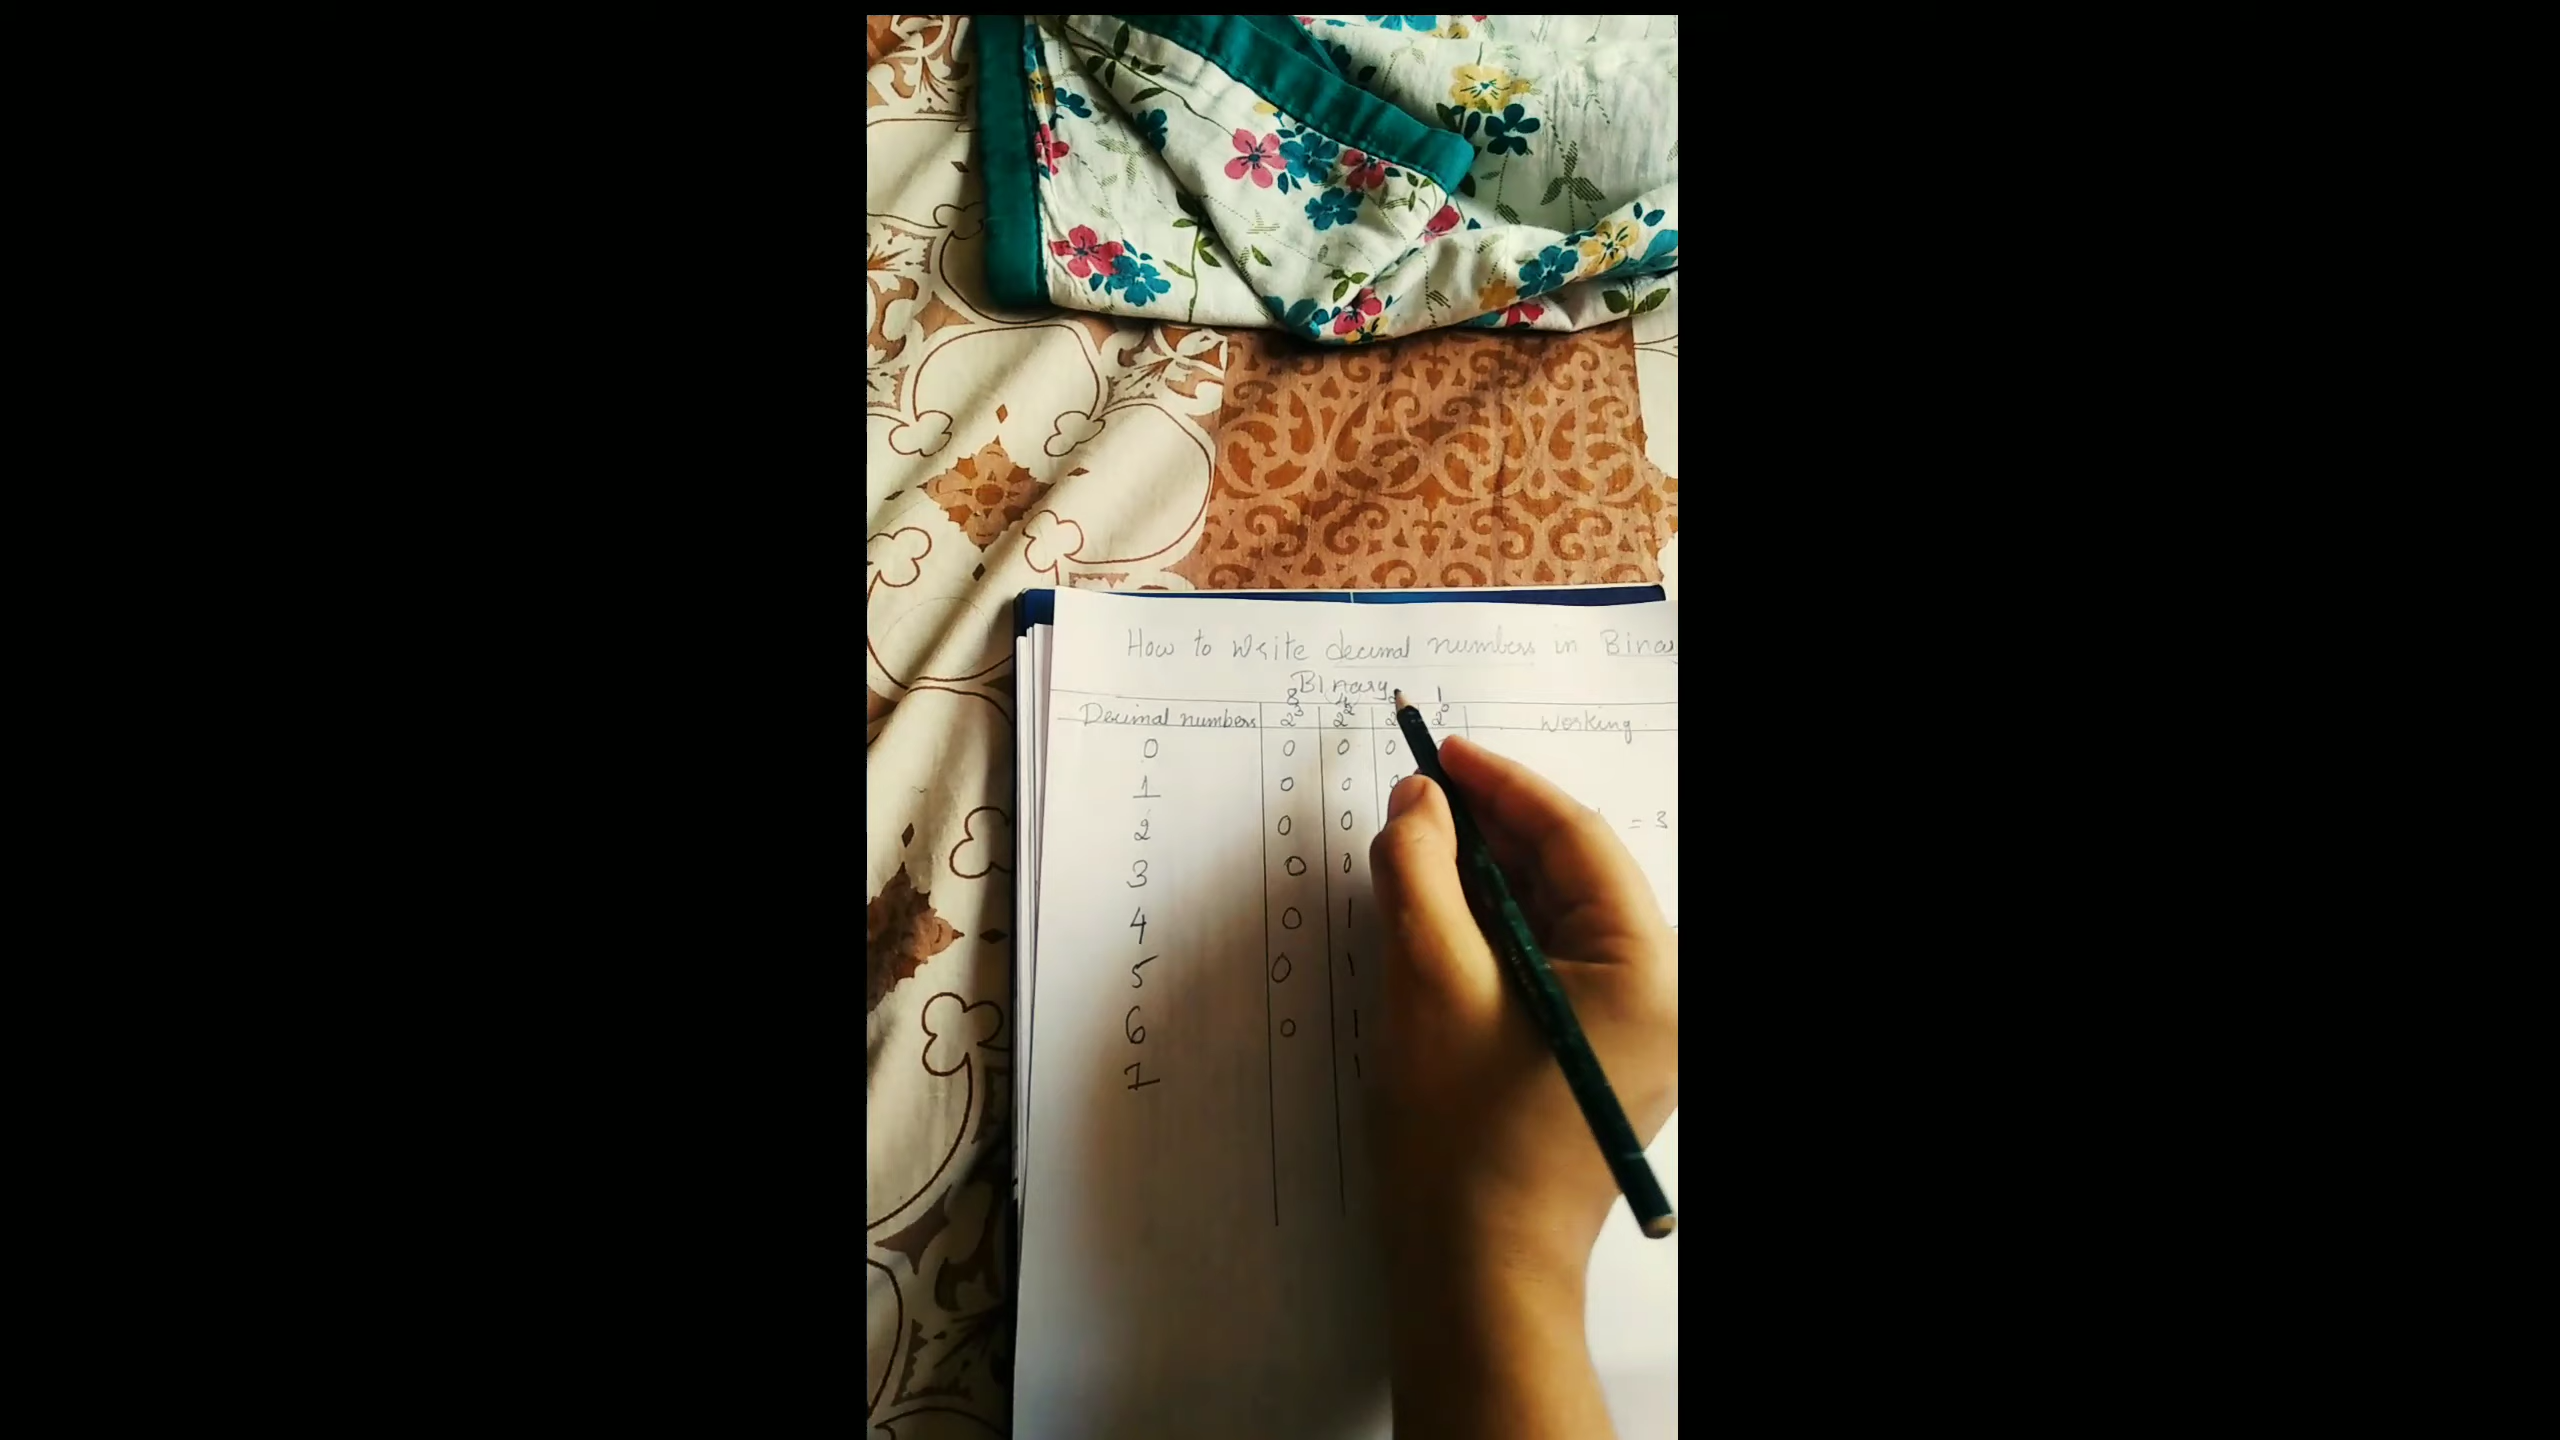 How to Write decimal numbers in
Binary
8 4 1
Decimal numbers 2³ 2² 2⁰ Working
0 0 0 0
1 0 0
2 0 0 = 3
3 0 0
4 0 1
5 0 1
6 0 1
7 1